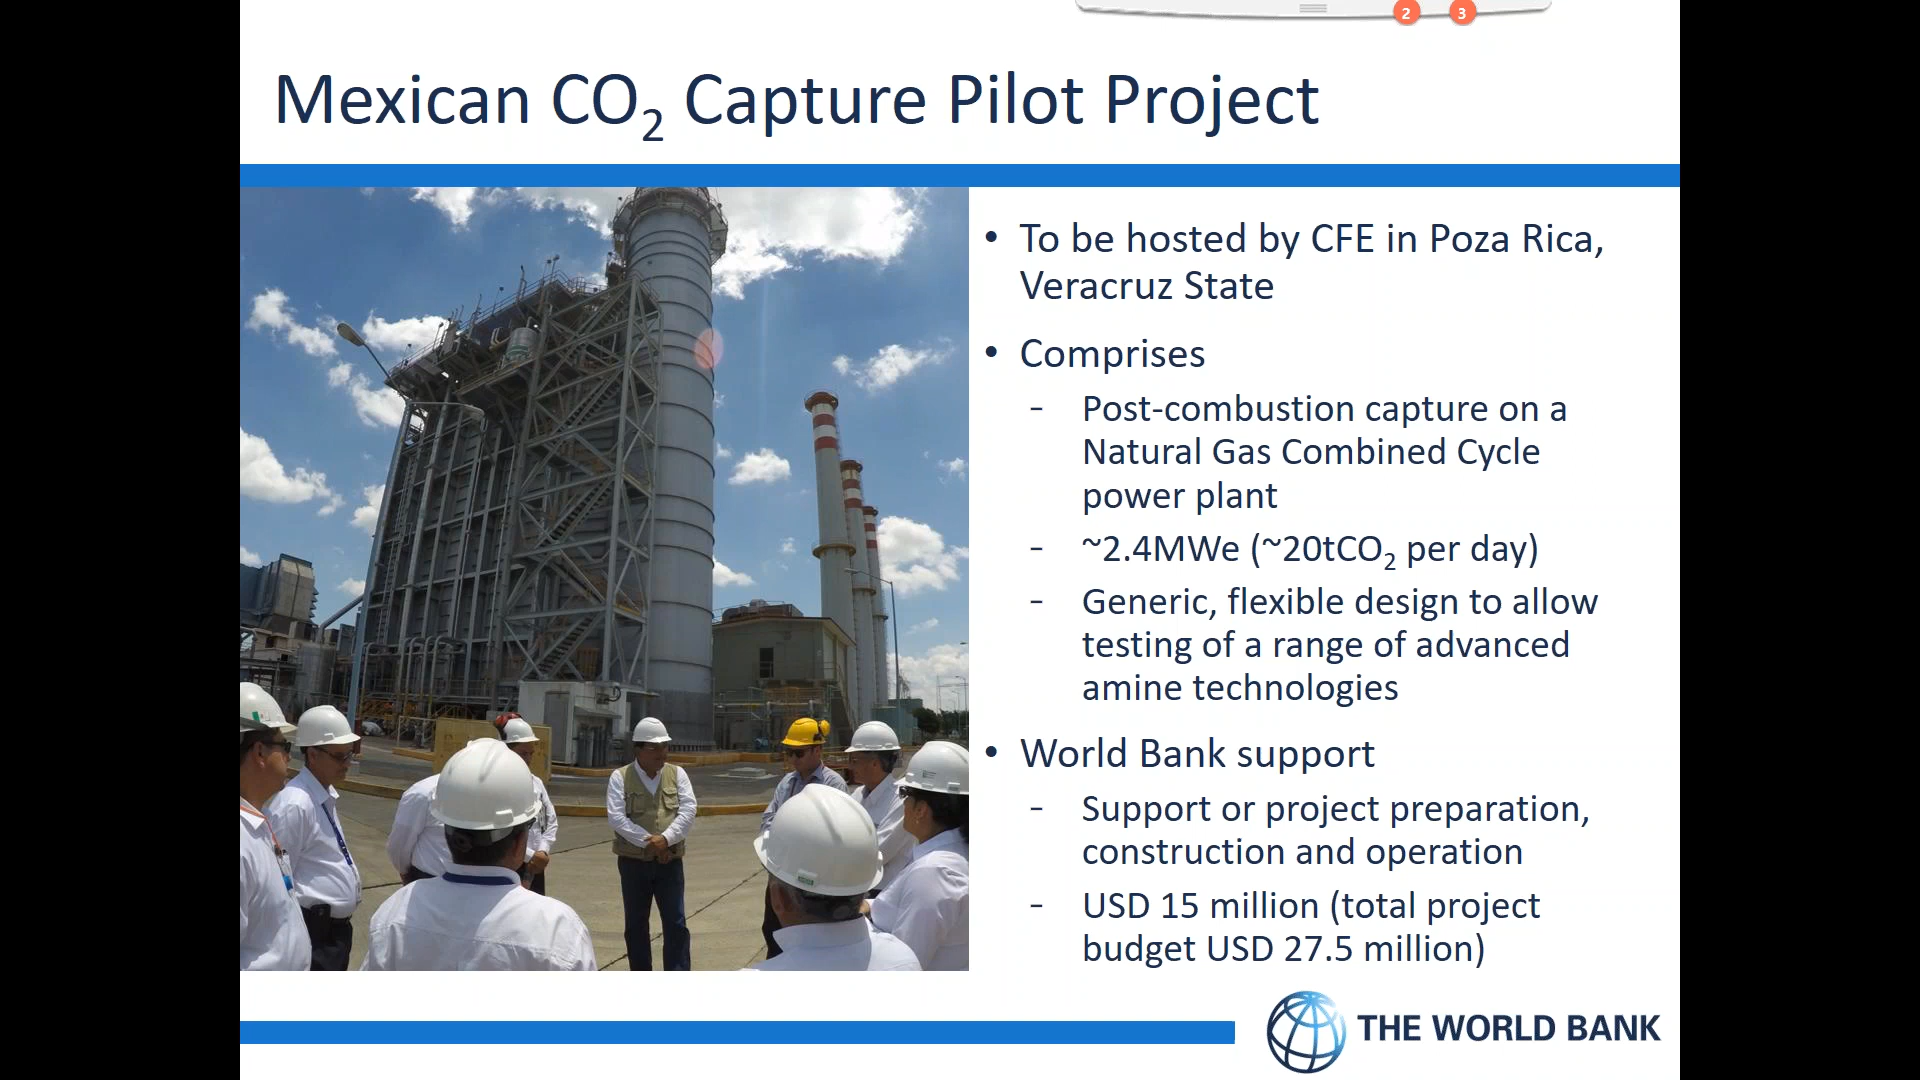 2 3
Mexican CO₂ Capture Pilot Project
• To be hosted by CFE in Poza Rica,
Veracruz State
• Comprises
- Post-combustion capture on a
Natural Gas Combined Cycle
power plant
- ~2.4MWe (~20tCO₂ per day)
- Generic, flexible design to allow
testing of a range of advanced
amine technologies
• World Bank support
- Support or project preparation,
construction and operation
- USD 15 million (total project
budget USD 27.5 million)
THE WORLD BANK